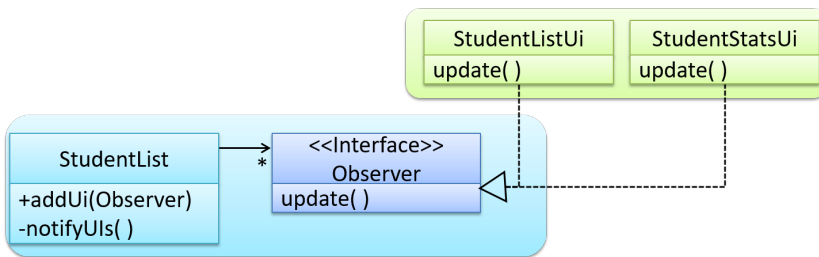 StudentListUi
update( )
StudentStatsUi
update( )
StudentList
+addUi(Observer)
-notifyUIs( )
*
<<Interface>>
Observer
update( )